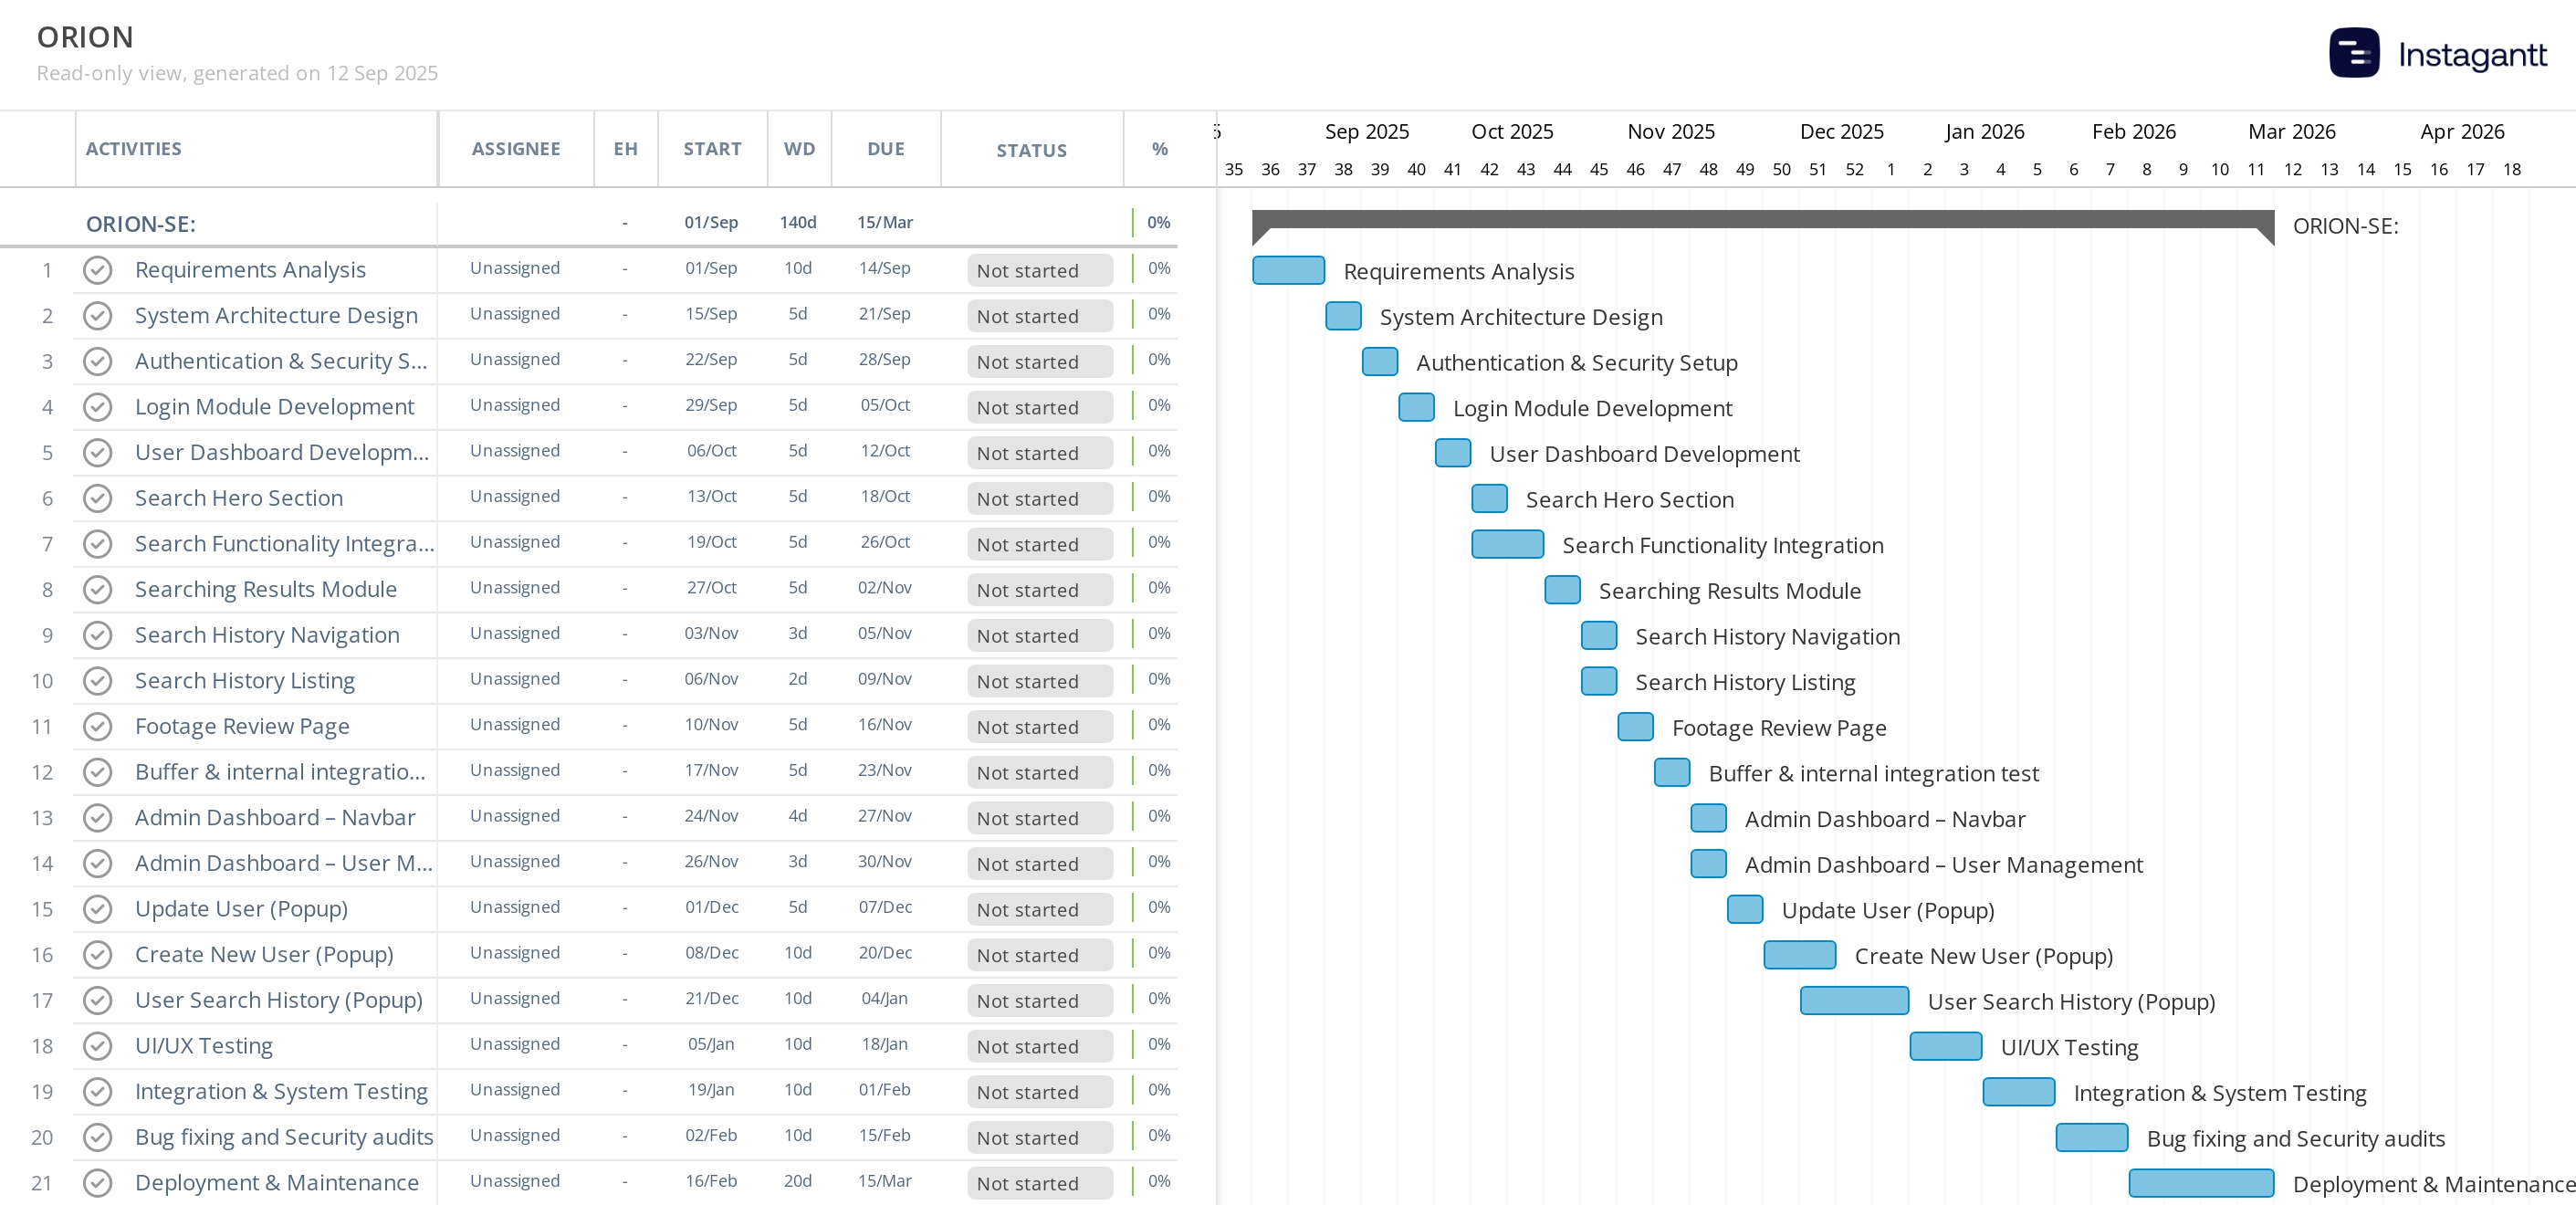 ORION
Read-only view, generated on 12 Sep 2025
Instagantt
ACTIVITIES ASSIGNEE EH START WD DUE STATUS %
5 Sep 2025 Oct 2025 Nov 2025 Dec 2025 Jan 2026 Feb 2026 Mar 2026 Apr 2026
35 36 37 38 39 40 41 42 43 44 45 46 47 48 49 50 51 52 1 2 3 4 5 6 7 8 9 10 11 12 13 14 15 16 17 18
ORION-SE: - 01/Sep 140d 15/Mar 0% ORION-SE:
1 Requirements Analysis Unassigned - 01/Sep 10d 14/Sep Not started 0% Requirements Analysis
2 System Architecture Design Unassigned - 15/Sep 5d 21/Sep Not started 0% System Architecture Design
3 Authentication & Security S... Unassigned - 22/Sep 5d 28/Sep Not started 0% Authentication & Security Setup
4 Login Module Development Unassigned - 29/Sep 5d 05/Oct Not started 0% Login Module Development
5 User Dashboard Developm... Unassigned - 06/Oct 5d 12/Oct Not started 0% User Dashboard Development
6 Search Hero Section Unassigned - 13/Oct 5d 18/Oct Not started 0% Search Hero Section
7 Search Functionality Integra... Unassigned - 19/Oct 5d 26/Oct Not started 0% Search Functionality Integration
8 Searching Results Module Unassigned - 27/Oct 5d 02/Nov Not started 0% Searching Results Module
9 Search History Navigation Unassigned - 03/Nov 3d 05/Nov Not started 0% Search History Navigation
10 Search History Listing Unassigned - 06/Nov 2d 09/Nov Not started 0% Search History Listing
11 Footage Review Page Unassigned - 10/Nov 5d 16/Nov Not started 0% Footage Review Page
12 Buffer & internal integratio... Unassigned - 17/Nov 5d 23/Nov Not started 0% Buffer & internal integration test
13 Admin Dashboard – Navbar Unassigned - 24/Nov 4d 27/Nov Not started 0% Admin Dashboard – Navbar
14 Admin Dashboard – User M... Unassigned - 26/Nov 3d 30/Nov Not started 0% Admin Dashboard – User Management
15 Update User (Popup) Unassigned - 01/Dec 5d 07/Dec Not started 0% Update User (Popup)
16 Create New User (Popup) Unassigned - 08/Dec 10d 20/Dec Not started 0% Create New User (Popup)
17 User Search History (Popup) Unassigned - 21/Dec 10d 04/Jan Not started 0% User Search History (Popup)
18 UI/UX Testing Unassigned - 05/Jan 10d 18/Jan Not started 0% UI/UX Testing
19 Integration & System Testing Unassigned - 19/Jan 10d 01/Feb Not started 0% Integration & System Testing
20 Bug fixing and Security audits Unassigned - 02/Feb 10d 15/Feb Not started 0% Bug fixing and Security audits
21 Deployment & Maintenance Unassigned - 16/Feb 20d 15/Mar Not started 0% Deployment & Maintenance